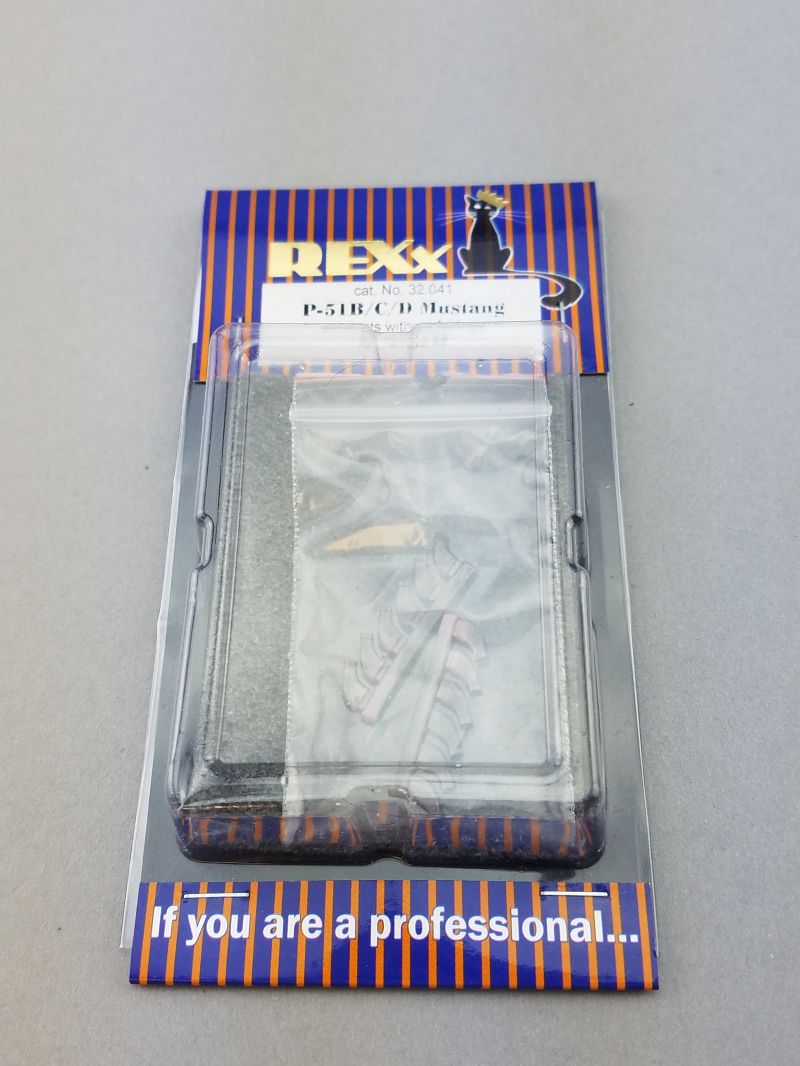 REXx
cat. No. 32.041
P-51B/C/D Mustang
If you are a professional...